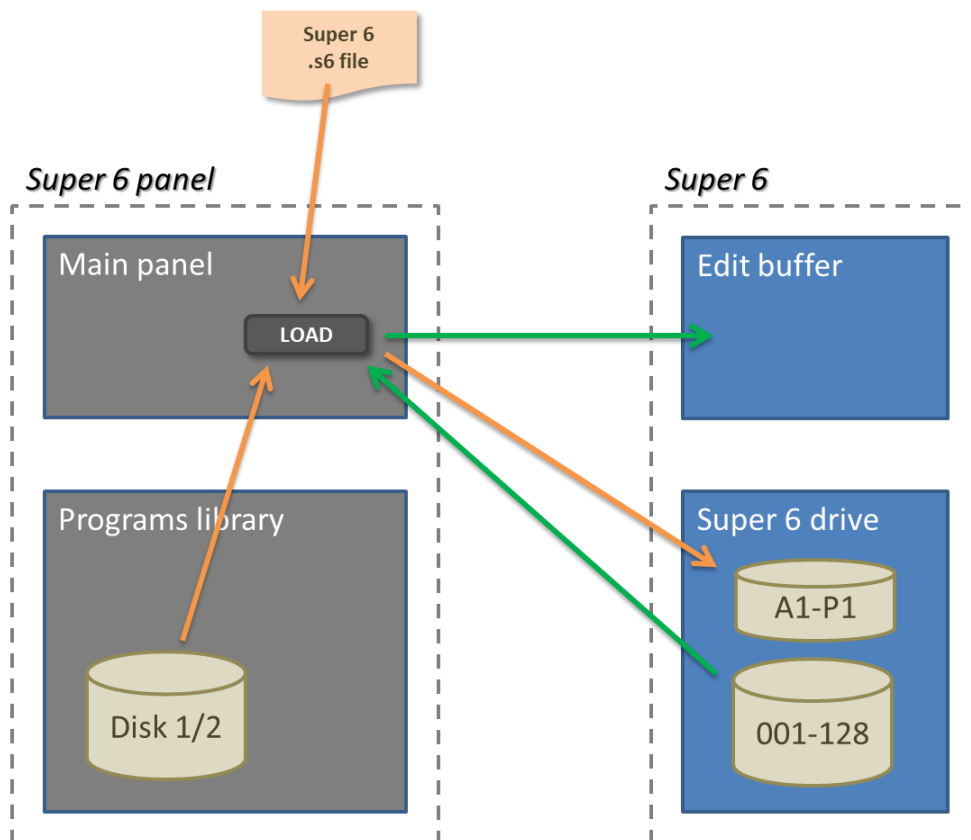 Super 6
.s6 file
Super 6 panel
Super 6
Main panel
LOAD
Edit buffer
Programs library
Super 6 drive
A1-P1
Disk 1/2
001-128